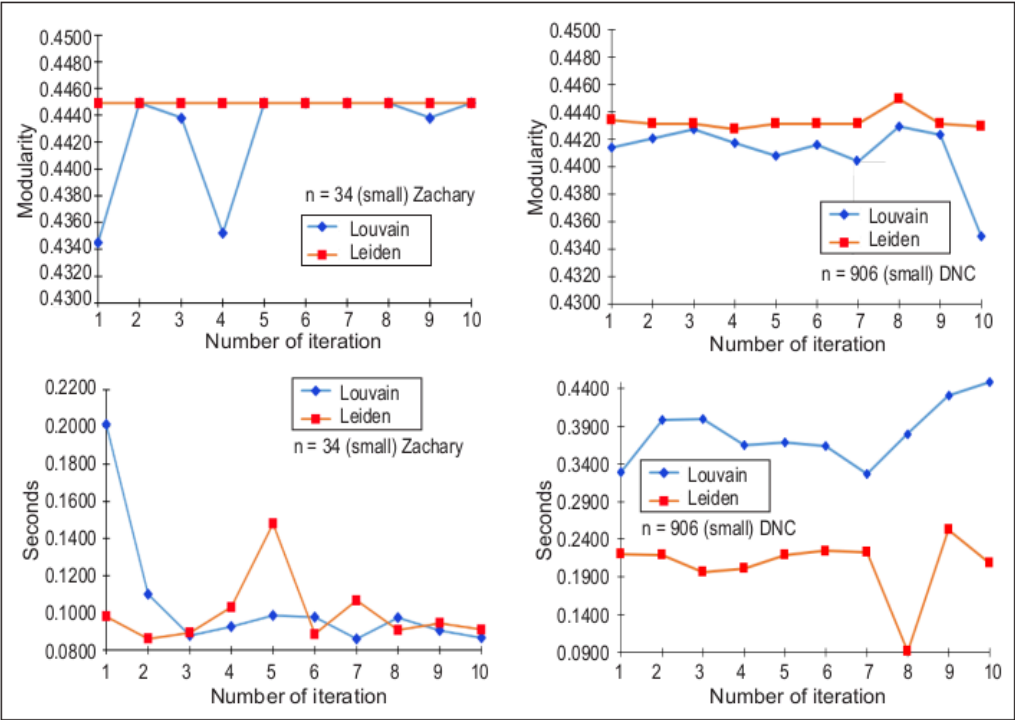 0.4500
0.4480
0.4460
0.4440
0.4420
0.4400
0.4380
0.4360
0.4340
0.4320
0.4300
Modularity
n = 34 (small) Zachary
Louvain
Leiden
1 2 3 4 5 6 7 8 9 10
Number of iteration
0.4500
0.4480
0.4460
0.4440
0.4420
0.4400
0.4380
0.4360
0.4340
0.4320
0.4300
Modularity
Louvain
Leiden
n = 906 (small) DNC
1 2 3 4 5 6 7 8 9 10
Number of iteration
0.2200
0.2000
0.1800
0.1600
0.1400
0.1200
0.1000
0.0800
Seconds
Louvain
Leiden
n = 34 (small) Zachary
1 2 3 4 5 6 7 8 9 10
Number of iteration
0.4400
0.3900
0.3400
0.2900
0.2400
0.1900
0.1400
0.0900
Seconds
Louvain
Leiden
n = 906 (small) DNC
1 2 3 4 5 6 7 8 9 10
Number of iteration